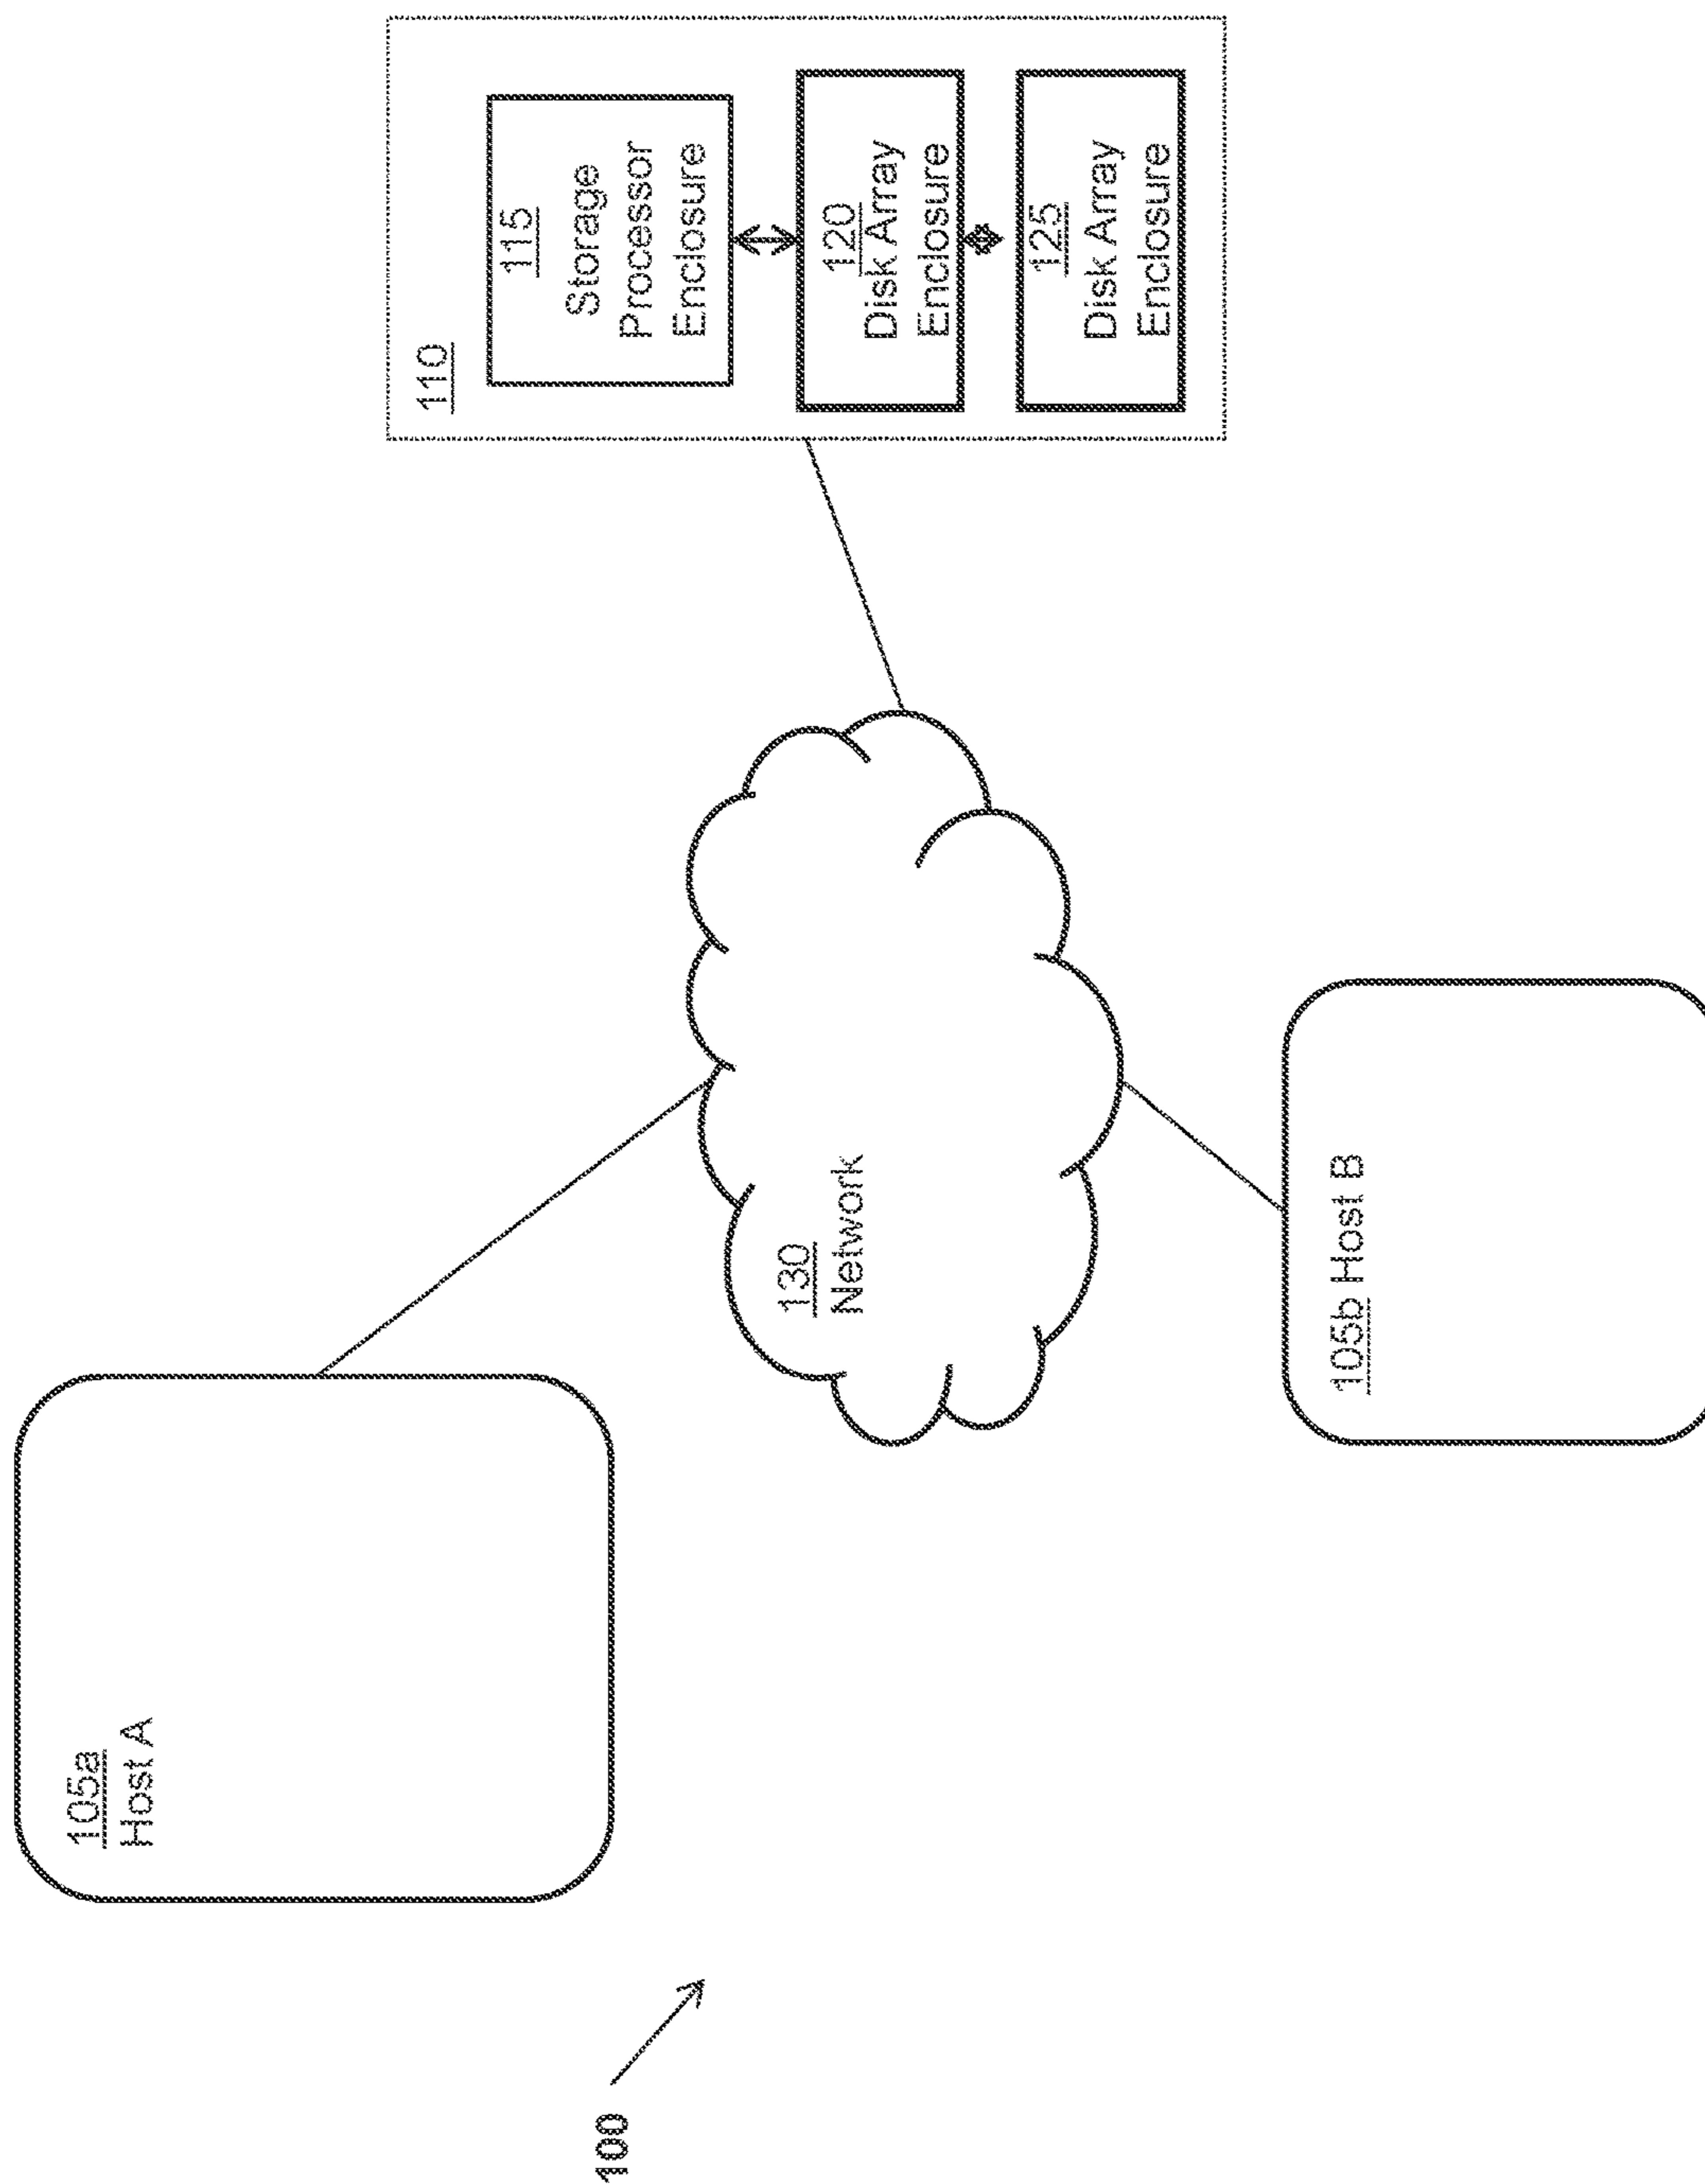 105a
Host A
110
115
Storage
Processor
Enclosure
120
Disk Array
Enclosure
125
Disk Array
Enclosure
130
Network
105b Host B
100